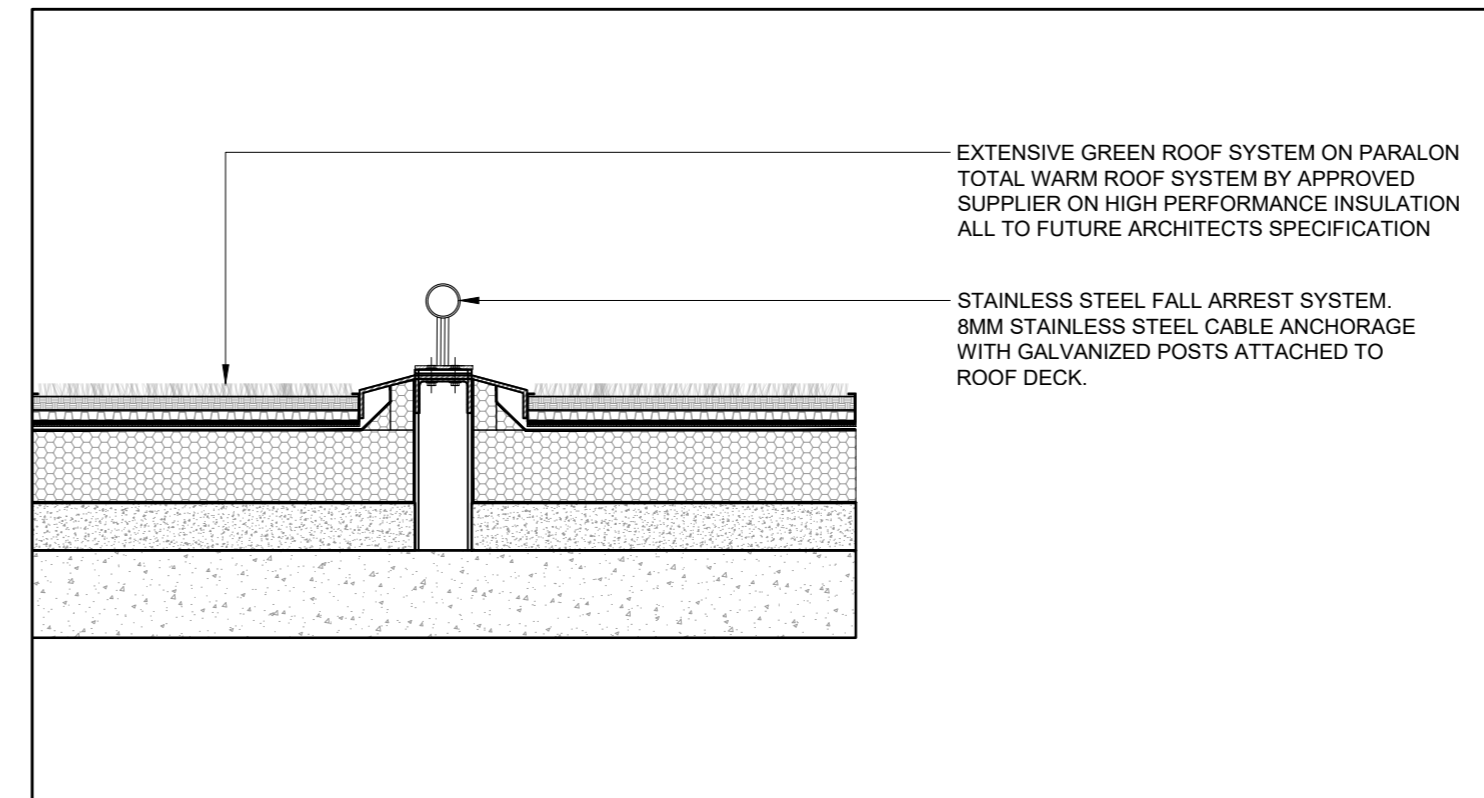 EXTENSIVE GREEN ROOF SYSTEM ON PARALON
TOTAL WARM ROOF SYSTEM BY APPROVED
SUPPLIER ON HIGH PERFORMANCE INSULATION
ALL TO FUTURE ARCHITECTS SPECIFICATION
STAINLESS STEEL FALL ARREST SYSTEM.
8MM STAINLESS STEEL CABLE ANCHORAGE
WITH GALVANIZED POSTS ATTACHED TO
ROOF DECK.